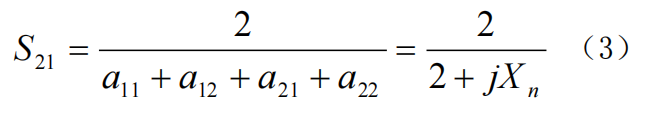 S₂₁ = 2 / (a₁₁ + a₁₂ + a₂₁ + a₂₂) = 2 / (2 + jXₙ) （3）